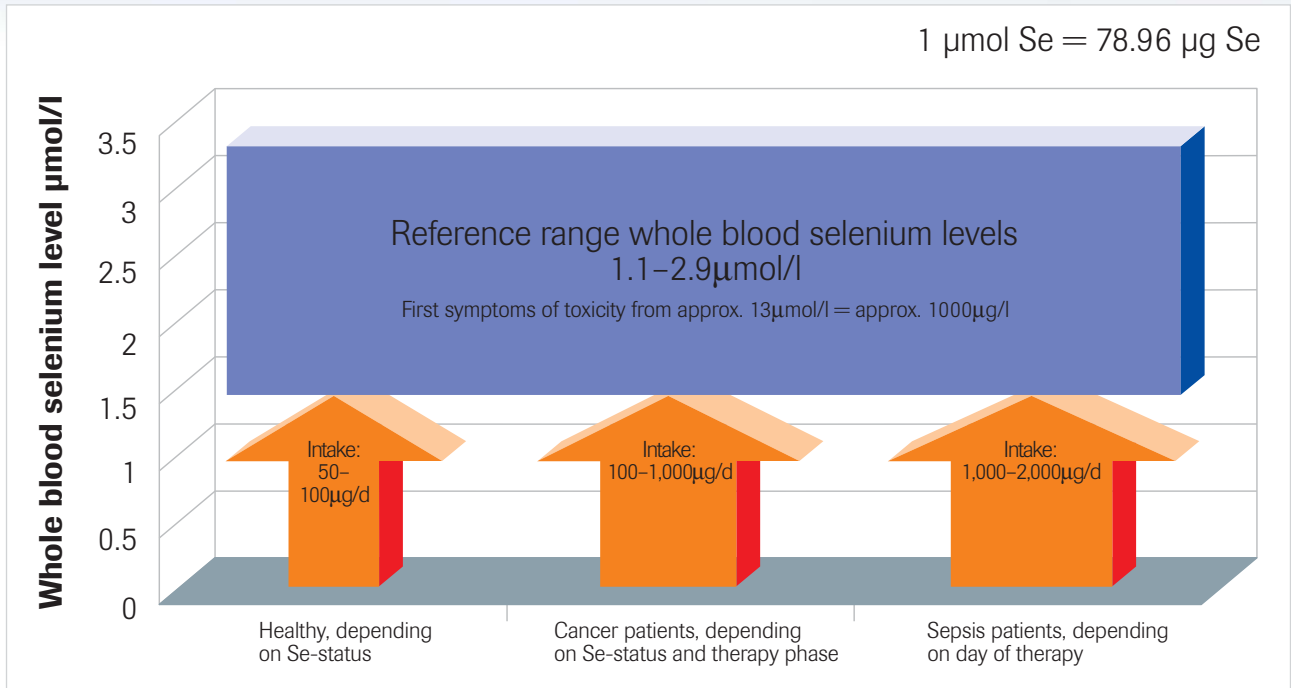 1 µmol Se = 78.96 µg Se
Whole blood selenium level µmol/l
3.5
3
2.5
2
1.5
1
0.5
0
Reference range whole blood selenium levels
1.1–2.9µmol/l
First symptoms of toxicity from approx. 13µmol/l = approx. 1000µg/l
Intake:
50–
100µg/d
Intake:
100–1,000µg/d
Intake:
1,000–2,000µg/d
Healthy, depending
on Se-status
Cancer patients, depending
on Se-status and therapy phase
Sepsis patients, depending
on day of therapy